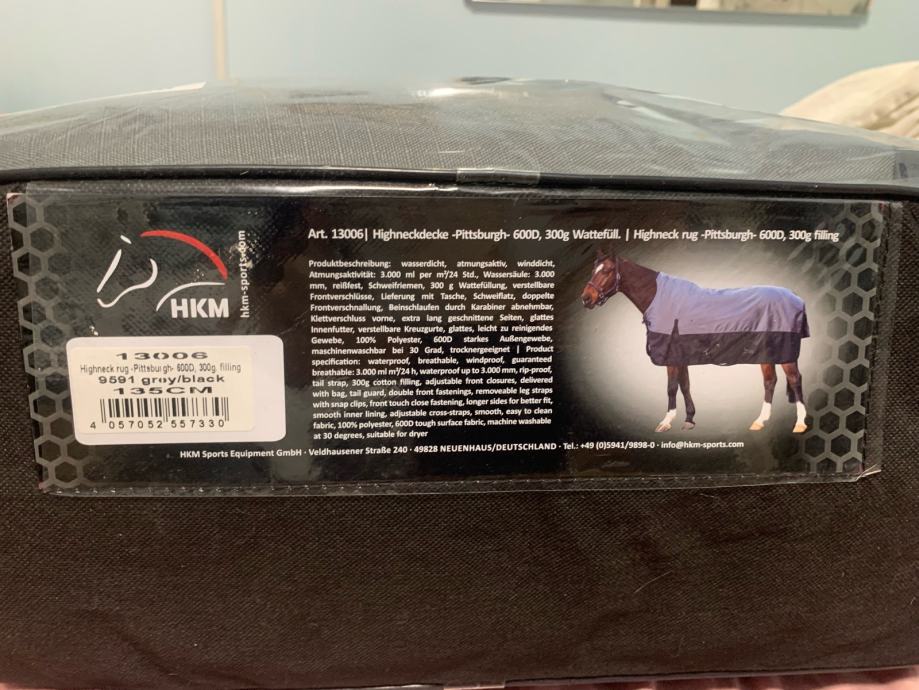 Art. 13006| Highneckdecke -Pittsburgh- 600D, 300g Wattefüll. | Highneck rug -Pittsburgh- 600D, 300g filling
hkm-sports.com
HKM
Produktbeschreibung: wasserdicht, atmungsaktiv, winddicht,
Atmungsaktivität: 3.000 ml per m²/24 Std., Wassersäule: 3.000
mm, reißfest, Schweifriemen, 300 g Wattefüllung, verstellbare
Frontverschlüsse, Lieferung mit Tasche, Schweiflatz, doppelte
Frontverschnallung, Beinschlaufen durch Karabiner abnehmbar,
Klettverschluss vorne, extra lang geschnittene Seiten, glattes
Innenfutter, verstellbare Kreuzgurte, glattes, leicht zu reinigendes
Gewebe, 100% Polyester, 600D starkes Außengewebe,
maschinenwaschbar bei 30 Grad, trocknergeeignet | Product
specification: waterproof, breathable, windproof, guaranteed
breathable: 3.000 ml m²/24 h, waterproof up to 3.000 mm, rip-proof,
tail strap, 300g cotton filling, adjustable front closures, delivered
with bag, tail guard, double front fastenings, removeable leg straps
with snap clips, front touch close fastening, longer sides for better fit,
smooth inner lining, adjustable cross-straps, smooth, easy to clean
fabric, 100% polyester, 600D tough surface fabric, machine washable
at 30 degrees, suitable for dryer
13006
Highneck rug -Pittsburgh- 600D, 300g. filling
9591 grey/black
135CM
4 057052 557330
HKM Sports Equipment GmbH · Veldhausener Straße 240 · 49828 NEUENHAUS/DEUTSCHLAND · Tel.: +49 (0)5941/9898-0 · info@hkm-sports.com